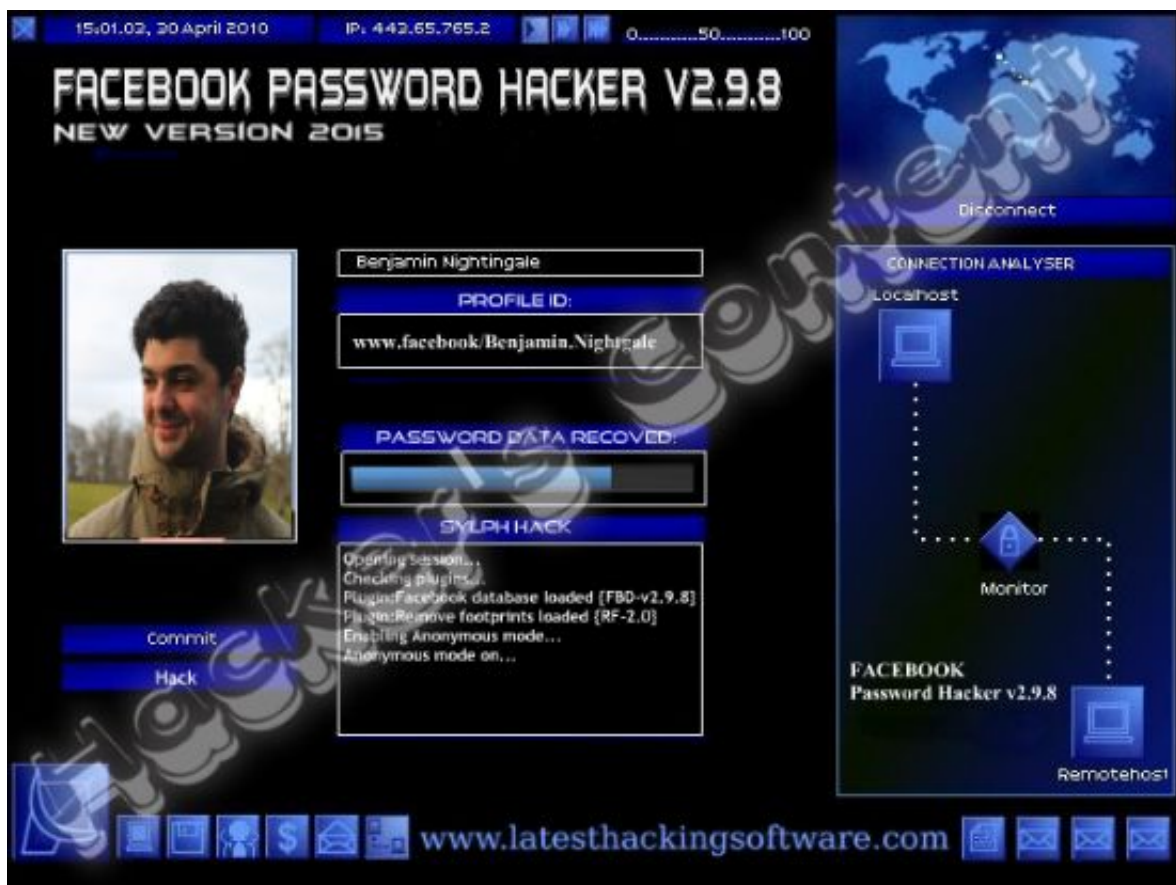 15:01.03, 30 April 2010
IP: 443.65.765.2
0............50............100
FACEBOOK PASSWORD HACKER V2.9.8
NEW VERSION 2015
Disconnect
Benjamin Nightingale
PROFILE ID:
www.facebook/Benjamin.Nightgale
PASSWORD DATA RECOVED:
SYLPH HACK
Opening session...
Checking plugins...
Plugin:Facebook database loaded {FBD-v2.9.8}
Plugin:Remove footprints loaded {RF-2.0}
Enabling Anonymous mode...
Anonymous mode on...
Commit
Hack
CONNECTION ANALYSER
Localhost
Monitor
FACEBOOK
Password Hacker v2.9.8
Remotehost
Hacker's Content
$
www.latesthackingsoftware.com